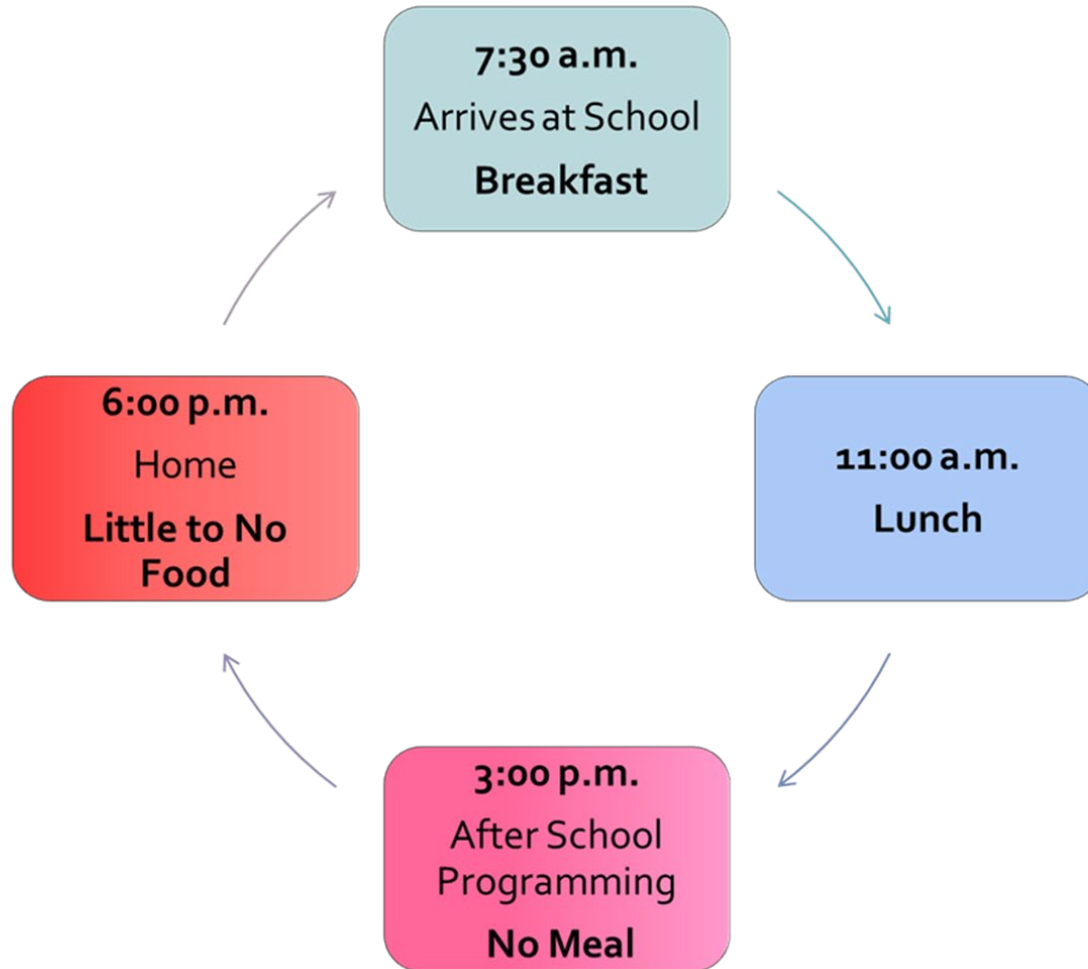 7:30 a.m.
Arrives at School
Breakfast
11:00 a.m.
Lunch
3:00 p.m.
After School
Programming
No Meal
6:00 p.m.
Home
Little to No
Food